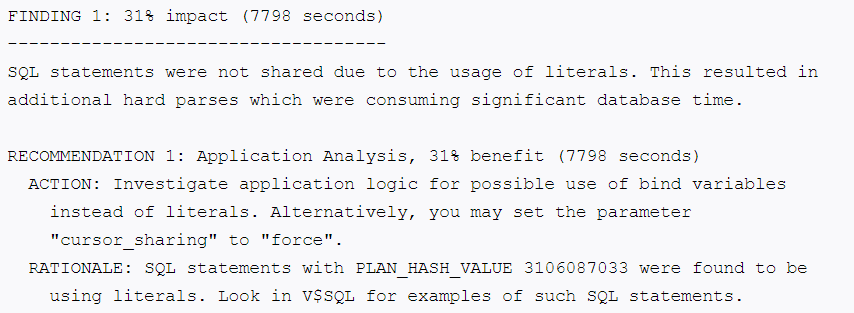 FINDING 1: 31% impact (7798 seconds)
------------------------------------
SQL statements were not shared due to the usage of literals. This resulted in
additional hard parses which were consuming significant database time.

RECOMMENDATION 1: Application Analysis, 31% benefit (7798 seconds)
  ACTION: Investigate application logic for possible use of bind variables
    instead of literals. Alternatively, you may set the parameter
    "cursor_sharing" to "force".
  RATIONALE: SQL statements with PLAN_HASH_VALUE 3106087033 were found to be
    using literals. Look in V$SQL for examples of such SQL statements.